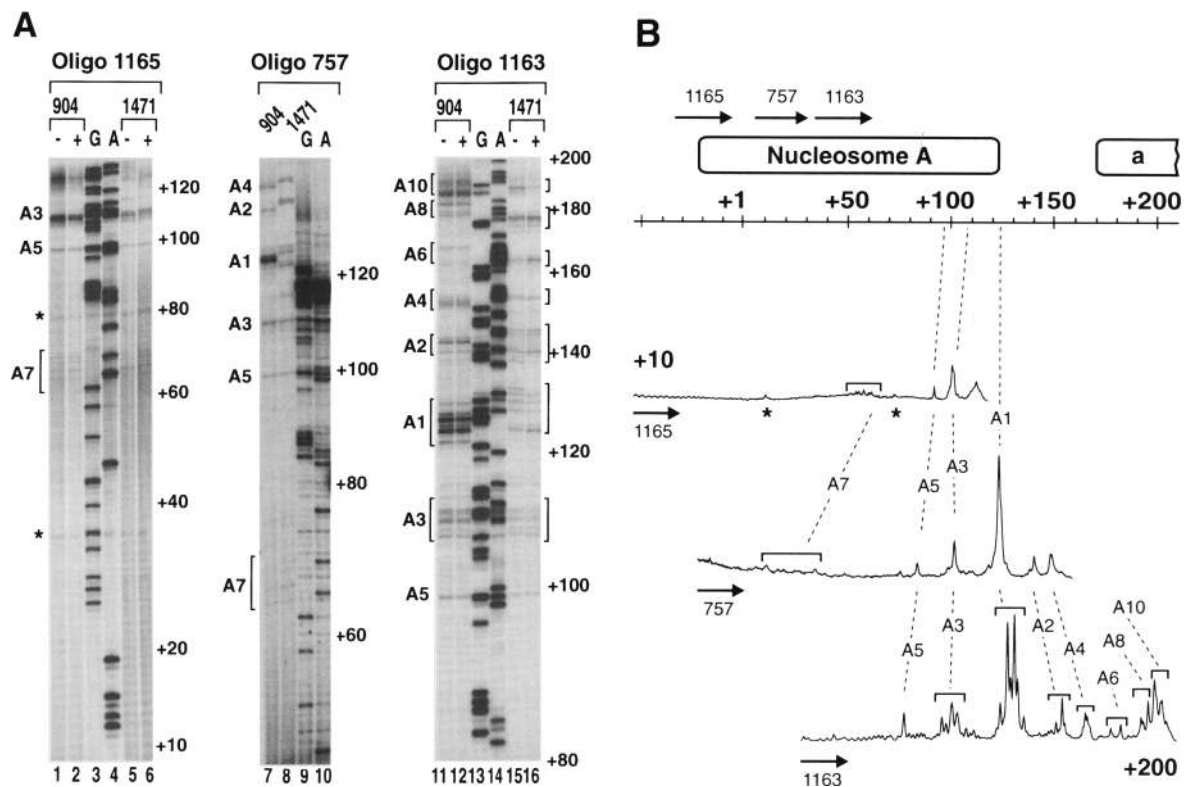 A
Oligo 1165
904 1471
- + G A - +
+120
A3
+100
A5
+80
*
A7
+60
+40
*
+20
+10
1 2 3 4 5 6
Oligo 757
904 1471 G A
A4
A2
A1
+120
A3
A5
+100
+80
A7
+60
7 8 9 10
Oligo 1163
904 1471
- + G A - +
+200
A10
A8
+180
A6
+160
A4
A2
+140
A1
+120
A3
A5
+100
+80
11 12 13 14 15 16
B
1165 757 1163
Nucleosome A a
+1 +50 +100 +150 +200
+10
1165
* *
A1
A7 A5 A3
757
A5 A3 A2 A4 A6 A8 A10
1163
+200